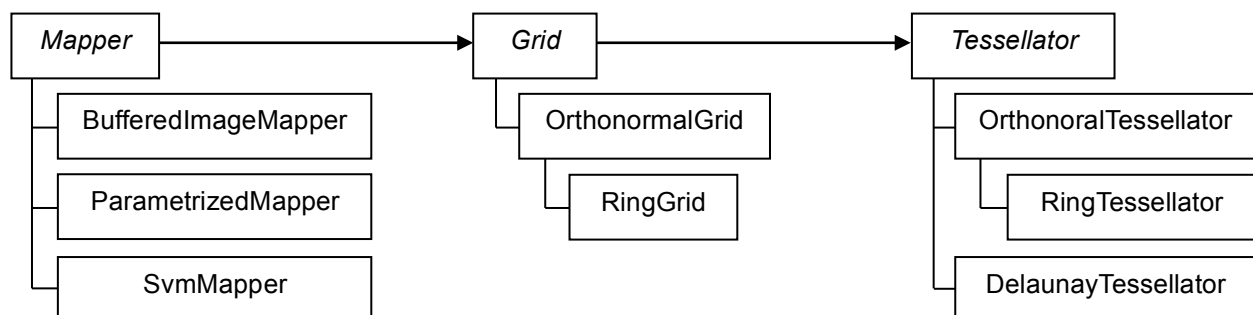 Mapper
BufferedImageMapper
ParametrizedMapper
SvmMapper
Grid
OrthonormalGrid
RingGrid
Tessellator
OrthonoralTessellator
RingTessellator
DelaunayTessellator